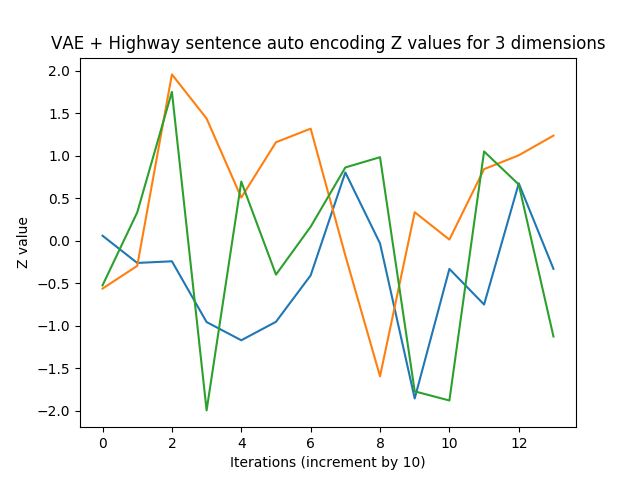 VAE + Highway sentence auto encoding Z values for 3 dimensions
2.0
1.5
1.0
0.5
0.0
−0.5
−1.0
−1.5
−2.0
Z value
0 2 4 6 8 10 12
Iterations (increment by 10)